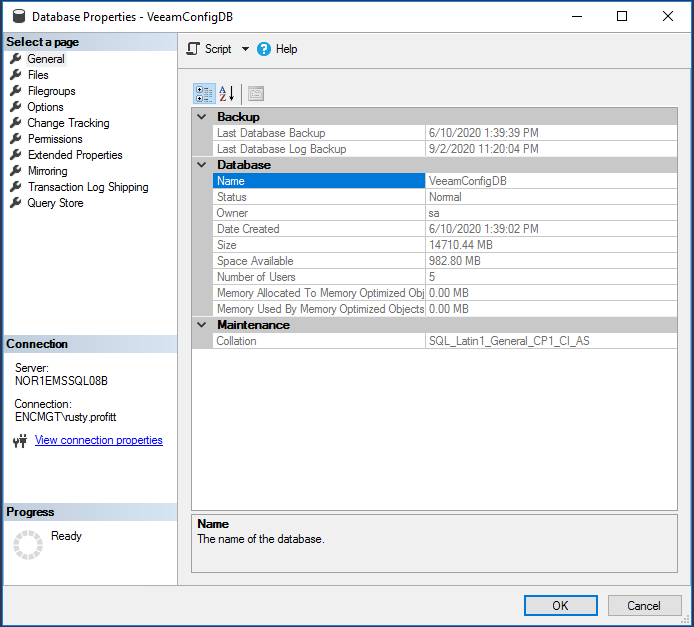 Database Properties - VeeamConfigDB
Select a page
General
Files
Filegroups
Options
Change Tracking
Permissions
Extended Properties
Mirroring
Transaction Log Shipping
Query Store
Connection
Server:
NOR1EMSSQL08B
Connection:
ENCMGT\rusty.profitt
View connection properties
Progress
Ready
Script Help
Backup
Last Database Backup 6/10/2020 1:39:39 PM
Last Database Log Backup 9/2/2020 11:20:04 PM
Database
Name VeeamConfigDB
Status Normal
Owner sa
Date Created 6/10/2020 1:39:02 PM
Size 14710.44 MB
Space Available 982.80 MB
Number of Users 5
Memory Allocated To Memory Optimized Obj 0.00 MB
Memory Used By Memory Optimized Objects 0.00 MB
Maintenance
Collation SQL_Latin1_General_CP1_CI_AS
Name
The name of the database.
OK Cancel